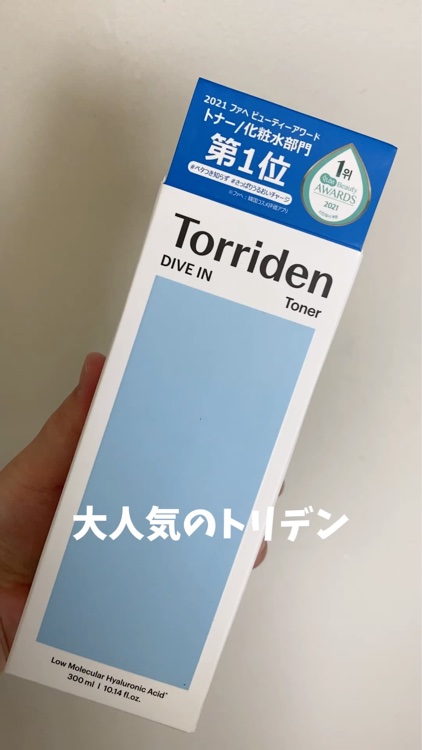 2021 ファヘ ビューティーアワード
トナー/化粧水部門
第1位
#ベタつき知らず #さっぱりうるおいチャージ
※ファヘ:韓国コスメ評価アプリ
1위
Beauty
AWARDS
2021
Torriden
DIVE IN
Toner
大人気のトリデン
Low Molecular Hyaluronic Acid*
300 ml | 10.14 fl.oz.